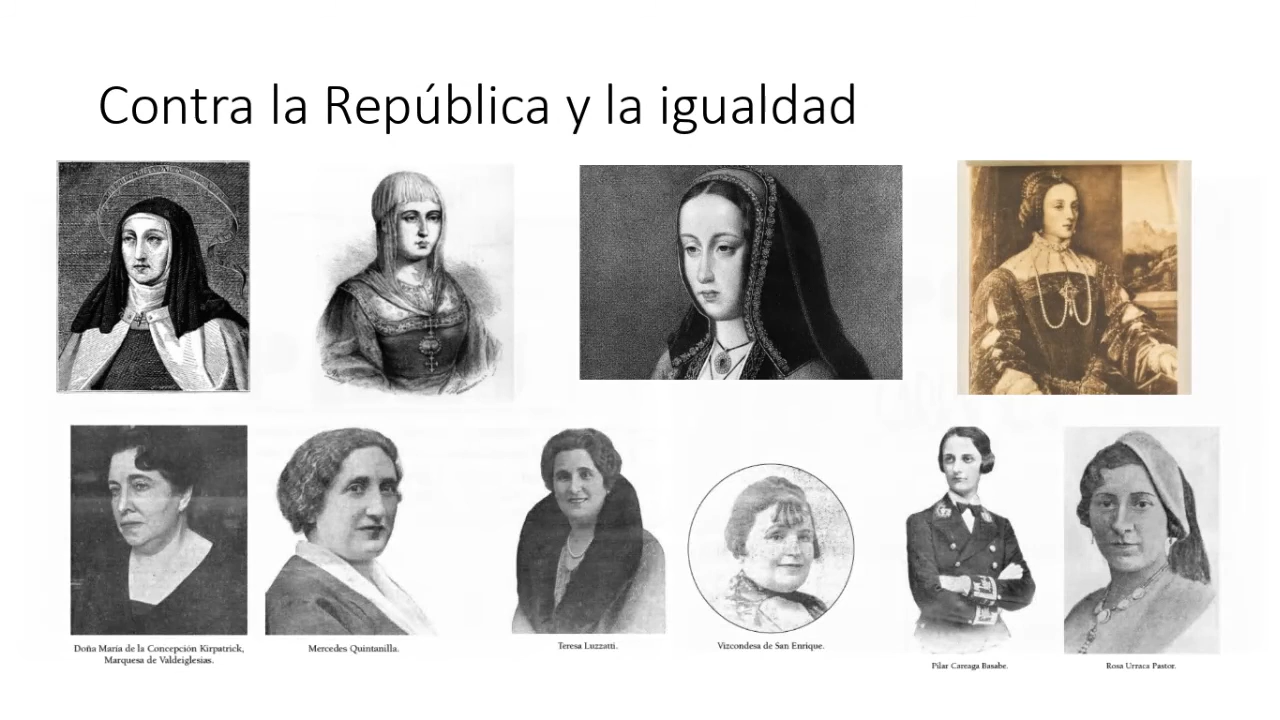 Contra la República y la igualdad
Doña María de la Concepción Kirpatrick,
Marquesa de Valdeiglesias.
Mercedes Quintanilla.
Teresa Luzzatti.
Vizcondesa de San Enrique.
Pilar Careaga Basabe.
Rosa Urraca Pastor.